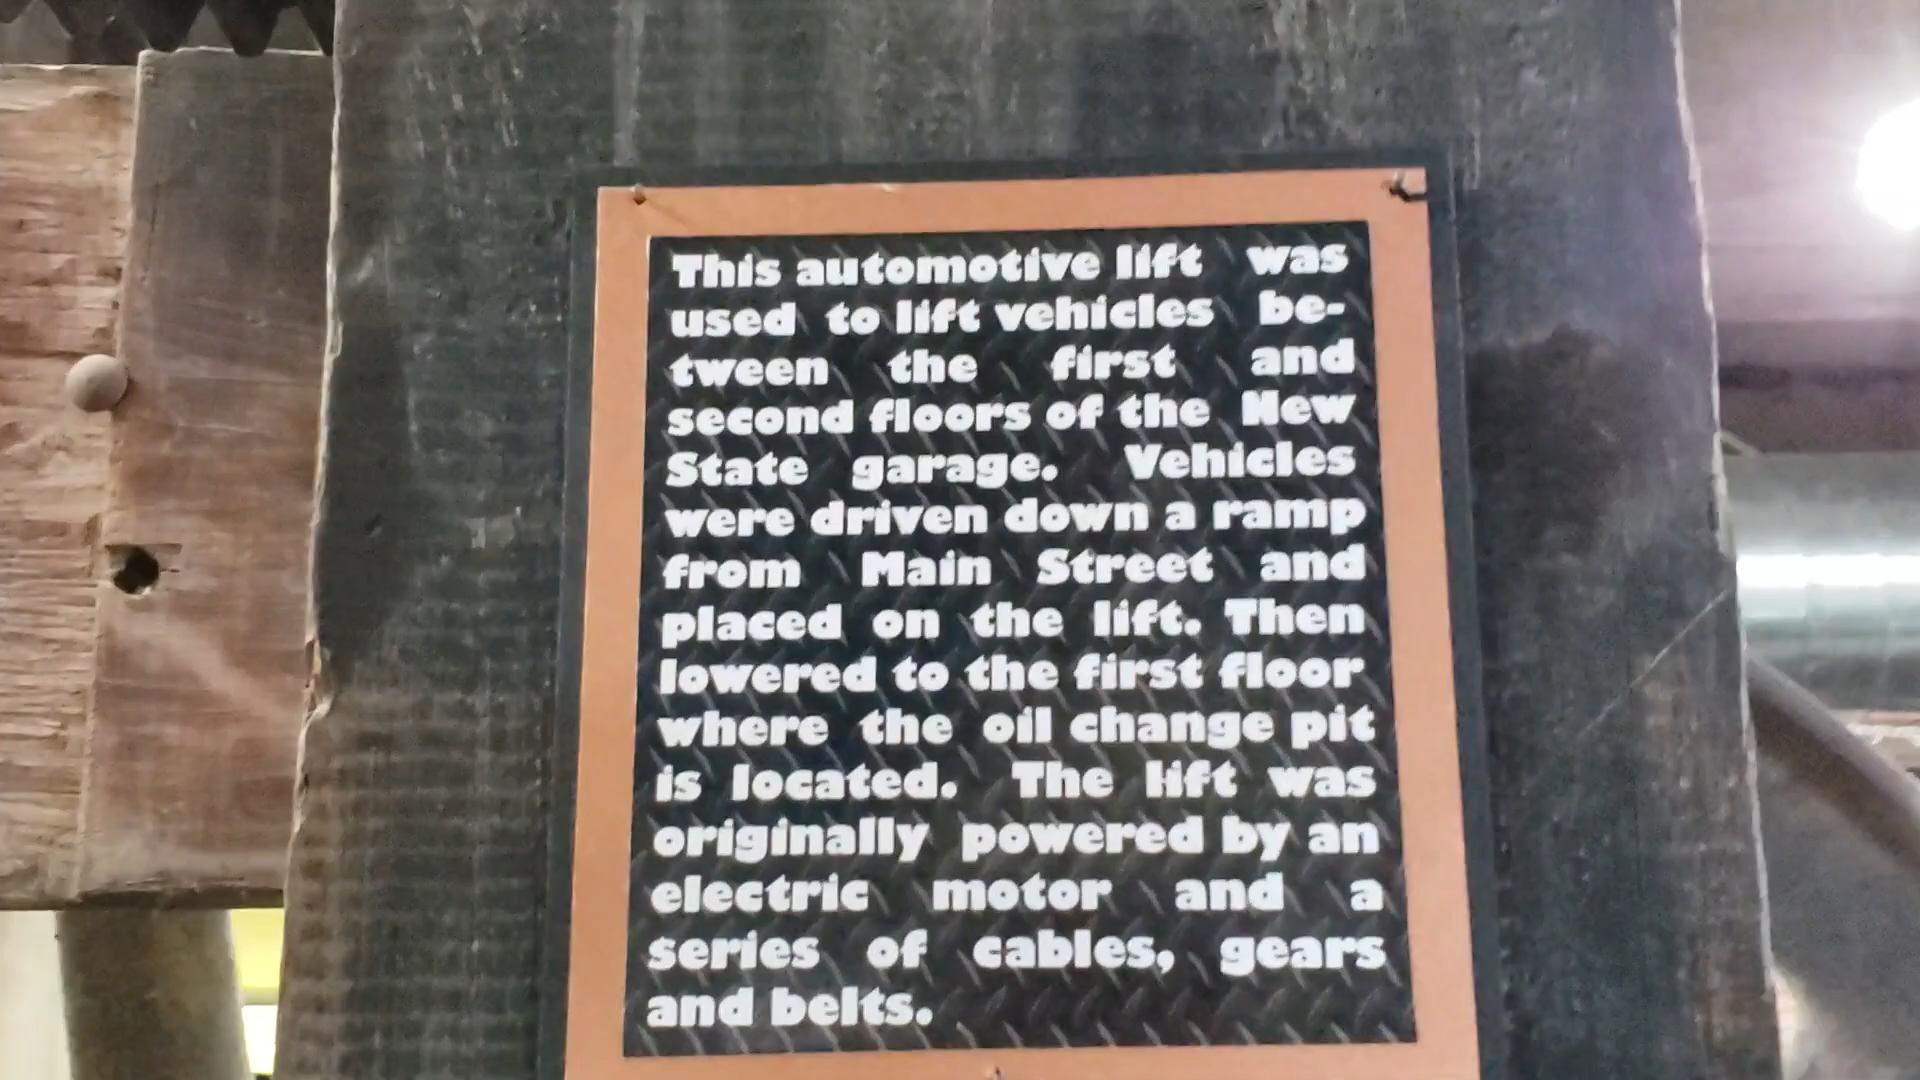 This automotive lift was
used to lift vehicles be-
tween the first and
second floors of the New
State garage. Vehicles
were driven down a ramp
from Main Street and
placed on the lift. Then
lowered to the first floor
where the oil change pit
is located. The lift was
originally powered by an
electric motor and a
series of cables, gears
and belts.